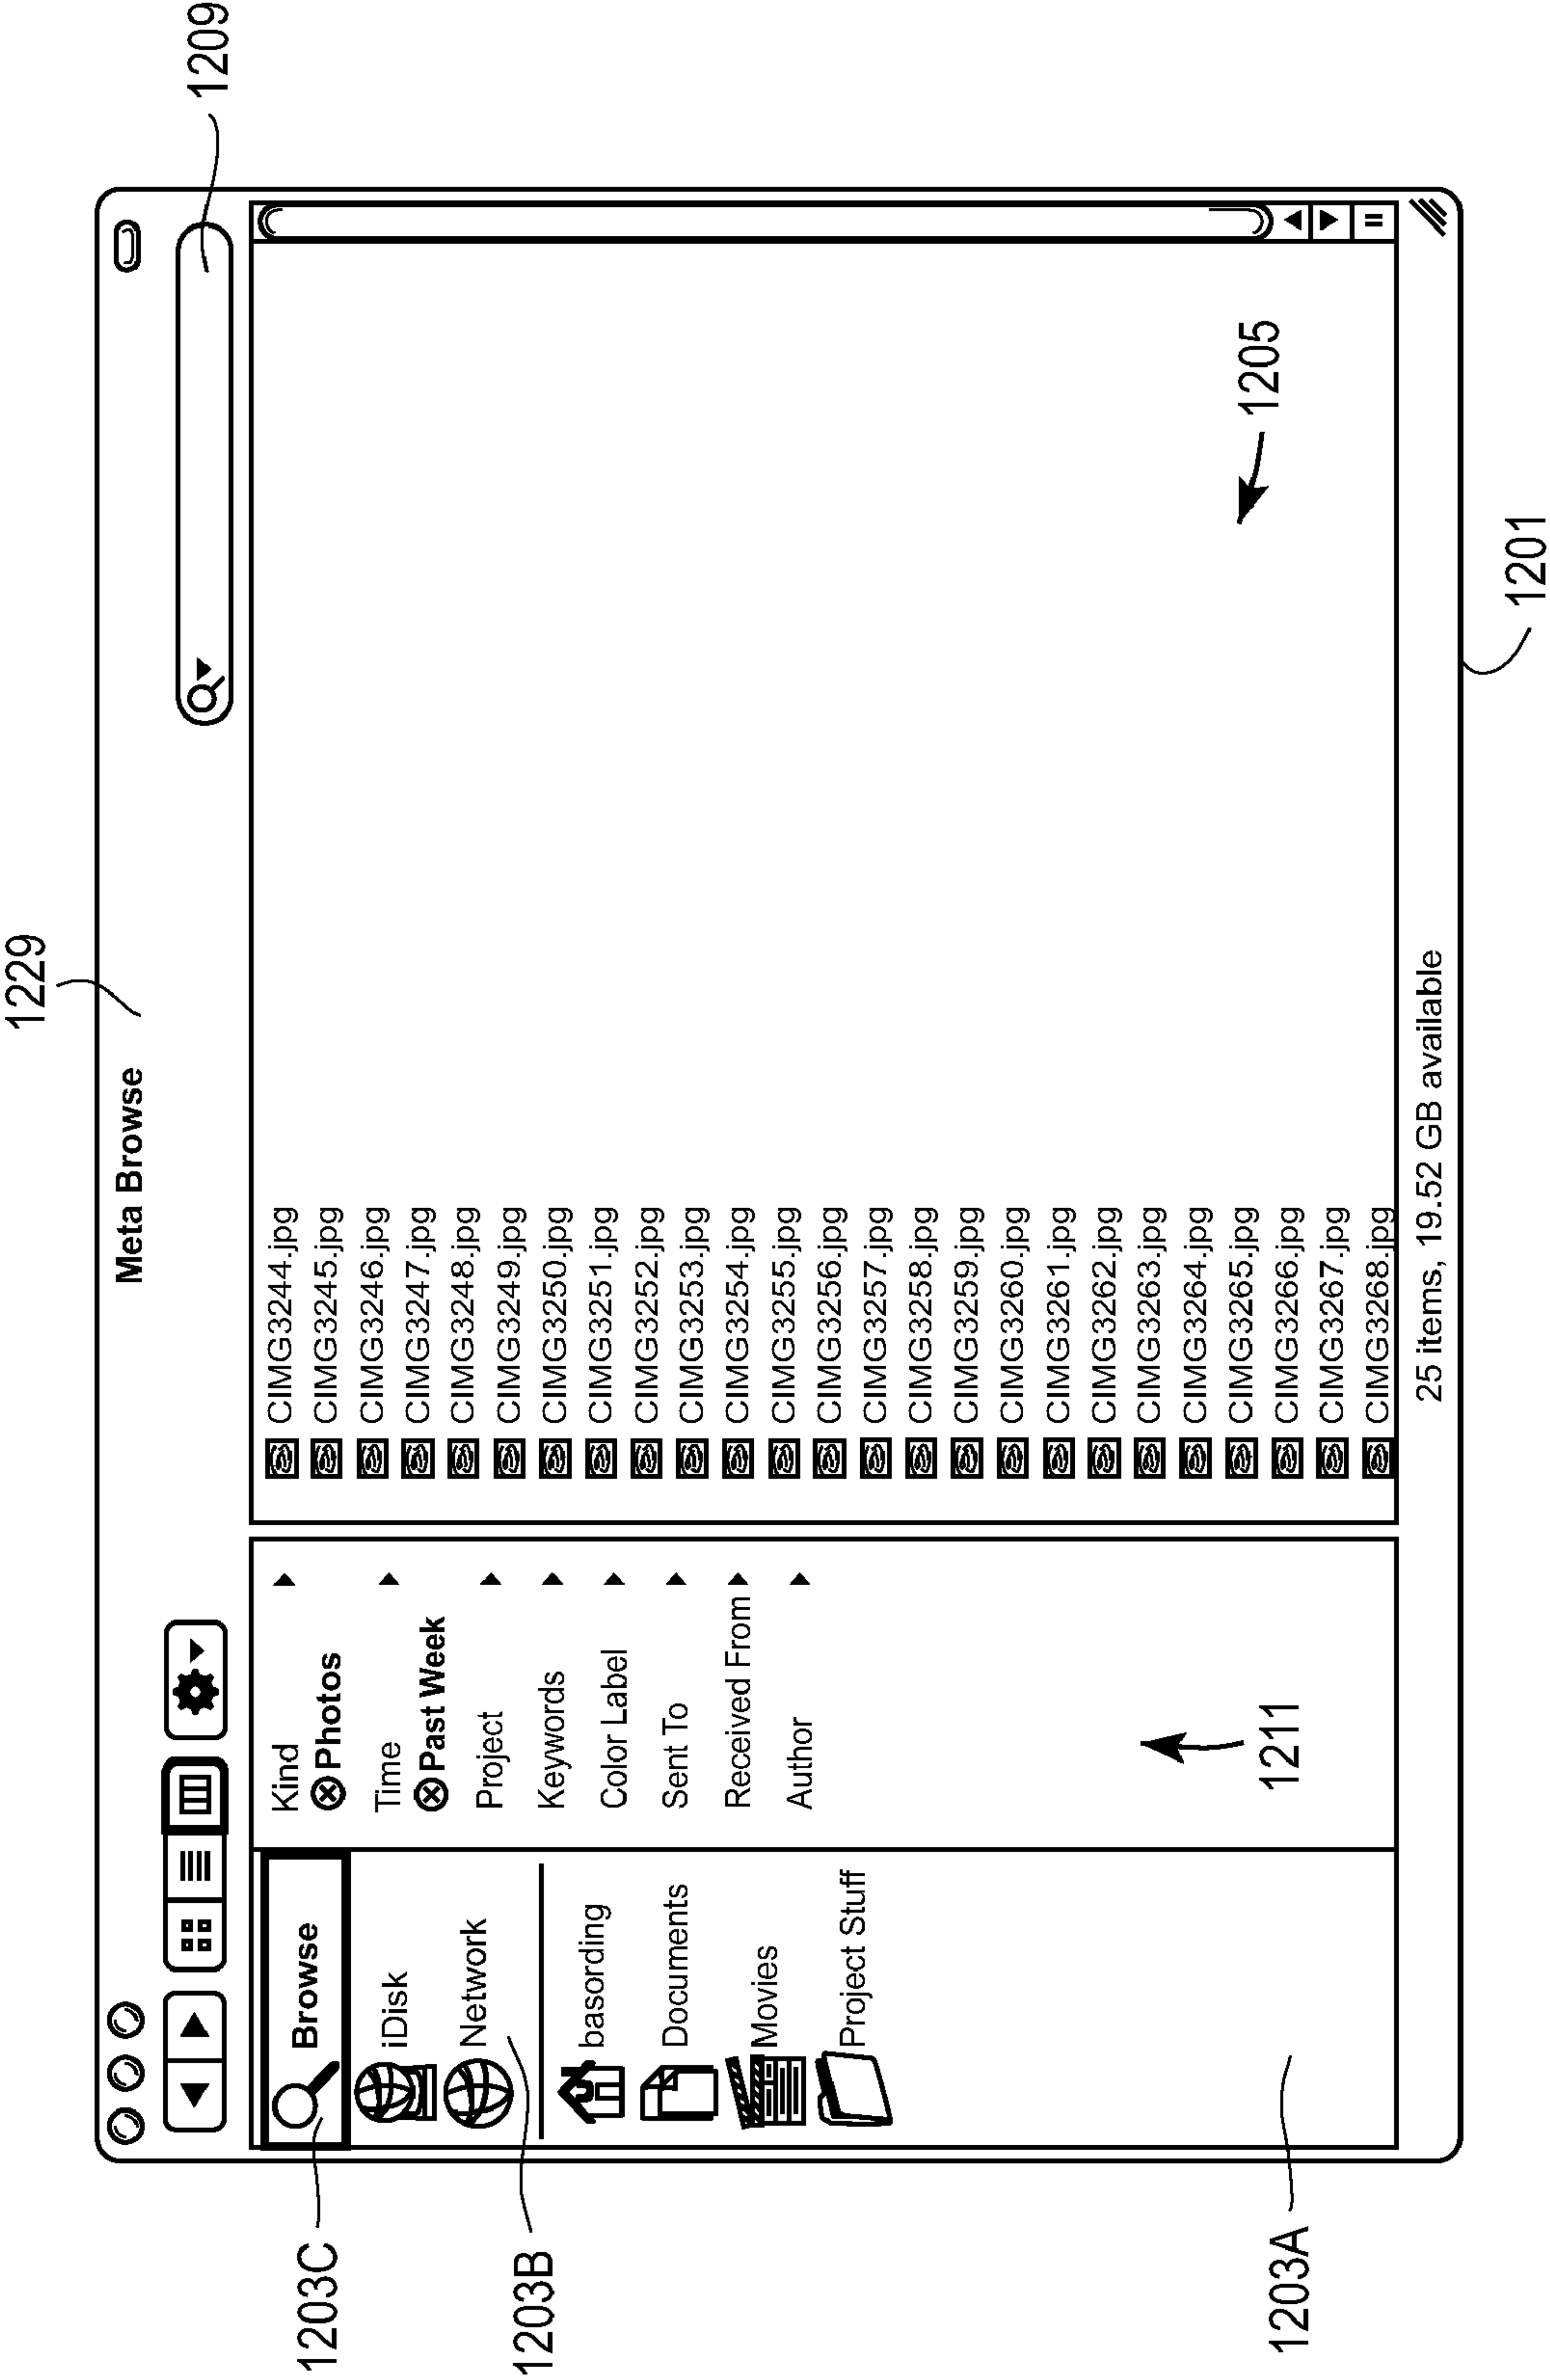 1229
1209
Meta Browse
1203C
Browse
iDisk
Network
1203B
basording
Documents
Movies
Project Stuff
1203A
Kind
Photos
Time
Past Week
Project
Keywords
Color Label
Sent To
Received From
Author
1211
CIMG3244.jpg
CIMG3245.jpg
CIMG3246.jpg
CIMG3247.jpg
CIMG3248.jpg
CIMG3249.jpg
CIMG3250.jpg
CIMG3251.jpg
CIMG3252.jpg
CIMG3253.jpg
CIMG3254.jpg
CIMG3255.jpg
CIMG3256.jpg
CIMG3257.jpg
CIMG3258.jpg
CIMG3259.jpg
CIMG3260.jpg
CIMG3261.jpg
CIMG3262.jpg
CIMG3263.jpg
CIMG3264.jpg
CIMG3265.jpg
CIMG3266.jpg
CIMG3267.jpg
CIMG3268.jpg
1205
25 items, 19.52 GB available
1201